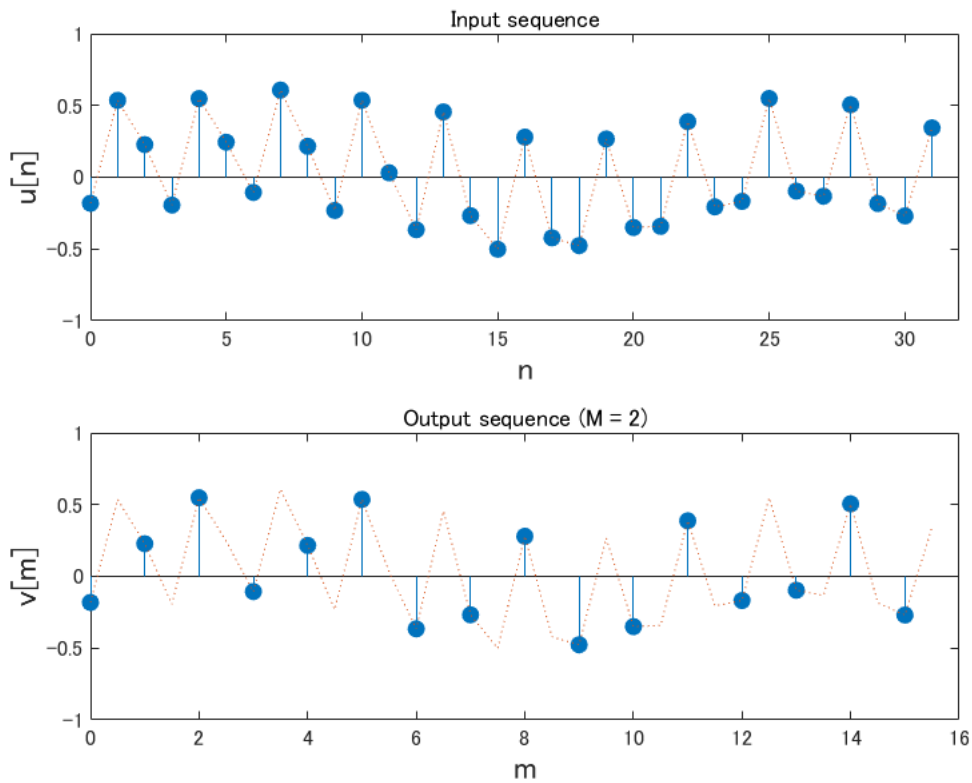 Input sequence
1
0.5
0
−0.5
−1
u[n]
0 5 10 15 20 25 30
n
Output sequence (M = 2)
1
0.5
0
−0.5
−1
v[m]
0 2 4 6 8 10 12 14 16
m